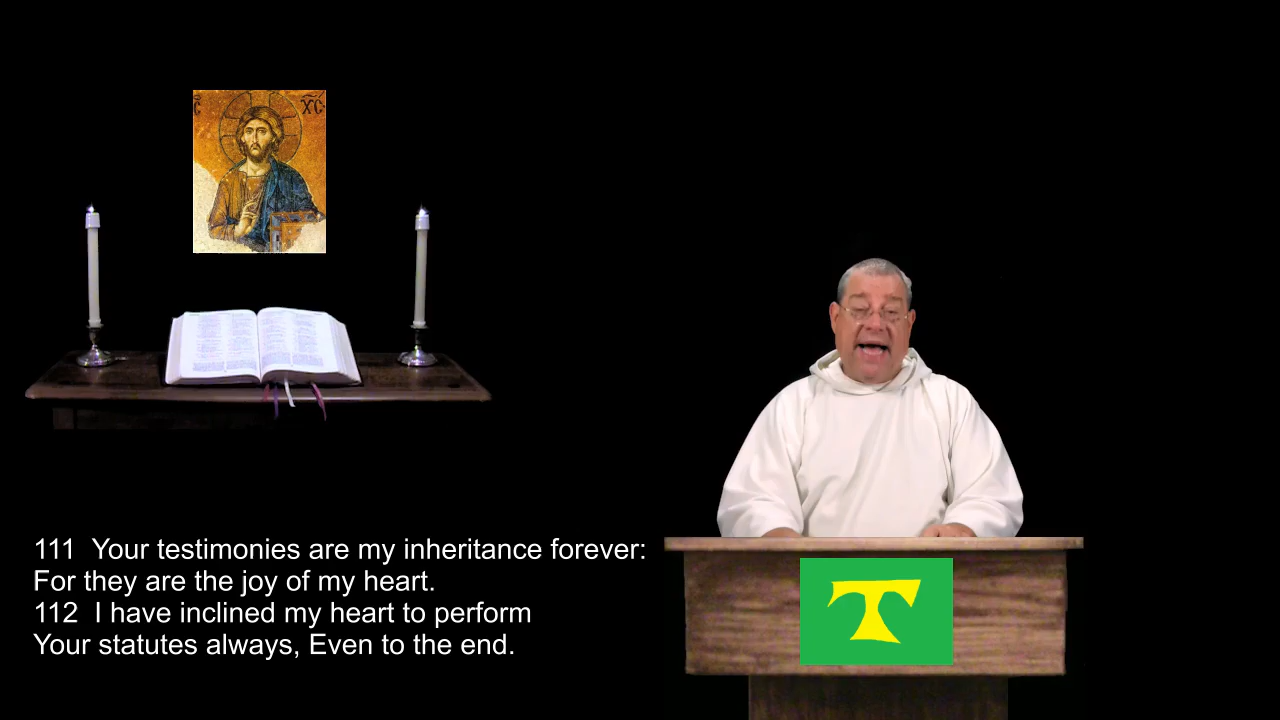 ΧC
111  Your testimonies are my inheritance forever:
For they are the joy of my heart.
112  I have inclined my heart to perform
Your statutes always, Even to the end.